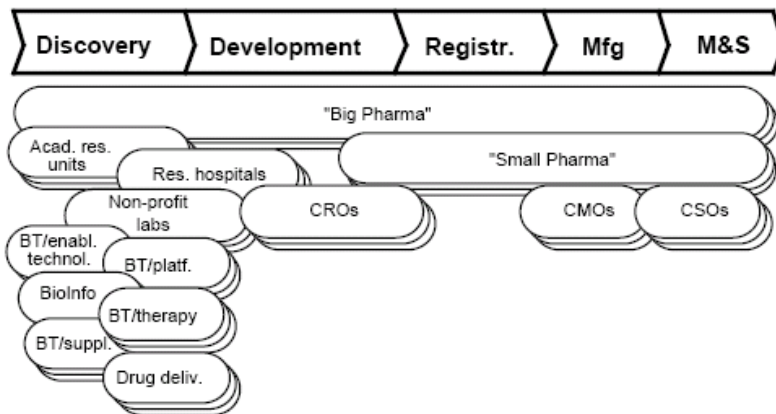 Discovery
Development
Registr.
Mfg
M&S
"Big Pharma"
Acad. res.
units
"Small Pharma"
Res. hospitals
Non-profit
labs
CROs
CMOs
CSOs
BT/enabl.
technol.
BT/platf.
BioInfo
BT/therapy
BT/suppl.
Drug deliv.